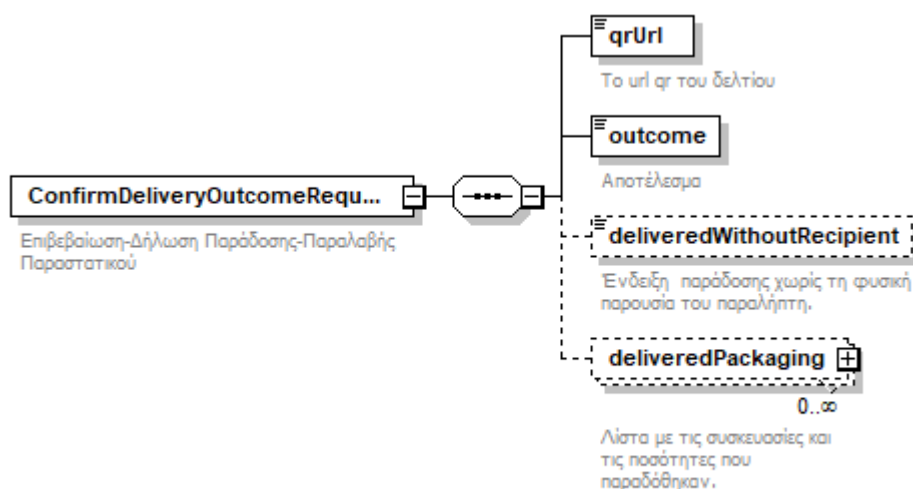 qrUrl
Το url qr του δελτίου
outcome
Αποτέλεσμα
ConfirmDeliveryOutcomeRequ...
Επιβεβαίωση-Δήλωση Παράδοσης-Παραλαβής
Παραστατικού
deliveredWithoutRecipient
Ένδειξη παράδοσης χωρίς τη φυσική
παρουσία του παραλήπτη.
deliveredPackaging
0..∞
Λίστα με τις συσκευασίες και
τις ποσότητες που
παραδόθηκαν.